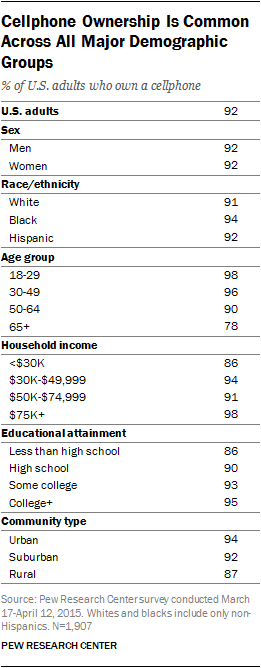 Cellphone Ownership Is Common
Across All Major Demographic
Groups
% of U.S. adults who own a cellphone
U.S. adults 92
Sex
Men 92
Women 92
Race/ethnicity
White 91
Black 94
Hispanic 92
Age group
18-29 98
30-49 96
50-64 90
65+ 78
Household income
<$30K 86
$30K-$49,999 94
$50K-$74,999 91
$75K+ 98
Educational attainment
Less than high school 86
High school 90
Some college 93
College+ 95
Community type
Urban 94
Suburban 92
Rural 87
Source: Pew Research Center survey conducted March
17-April 12, 2015. Whites and blacks include only non-
Hispanics. N=1,907
PEW RESEARCH CENTER